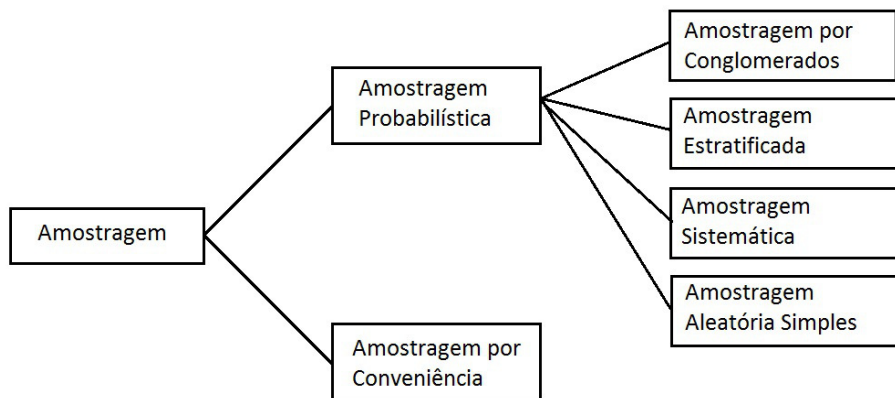 Amostragem
Amostragem
Probabilística
Amostragem por
Conveniência
Amostragem por
Conglomerados
Amostragem
Estratificada
Amostragem
Sistemática
Amostragem
Aleatória Simples